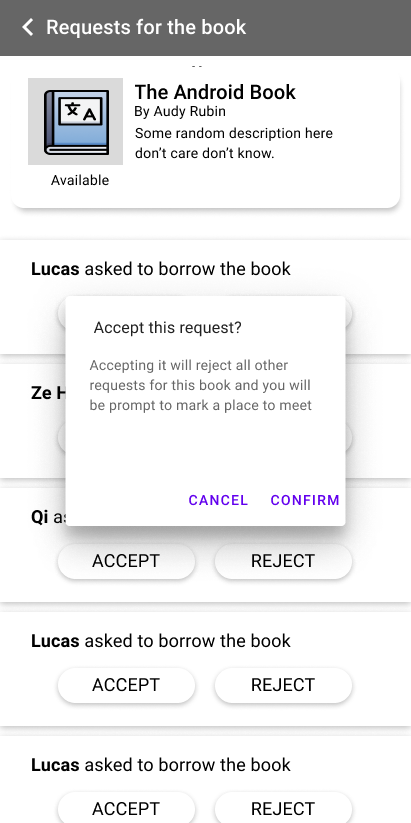 Requests for the book
The Android Book
By Audy Rubin
Some random description here
don't care don't know.
Available
Lucas asked to borrow the book
Accept this request?
Accepting it will reject all other
requests for this book and you will
be prompt to mark a place to meet
CANCEL CONFIRM
Ze H
Qi as
ACCEPT REJECT
Lucas asked to borrow the book
ACCEPT REJECT
Lucas asked to borrow the book
ACCEPT REJECT